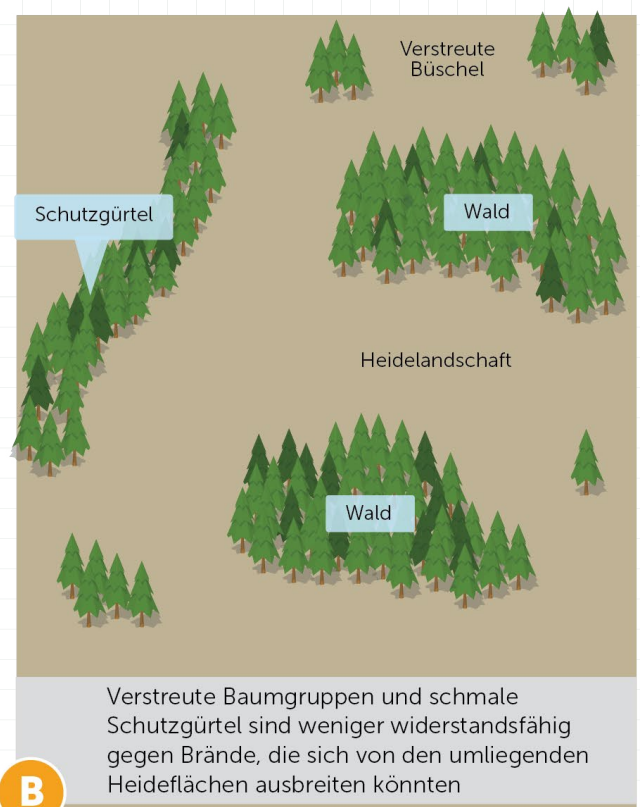 Verstreute
Büschel
Schutzgürtel
Wald
Heidelandschaft
Wald
Verstreute Baumgruppen und schmale
Schutzgürtel sind weniger widerstandsfähig
gegen Brände, die sich von den umliegenden
Heideflächen ausbreiten könnten
B